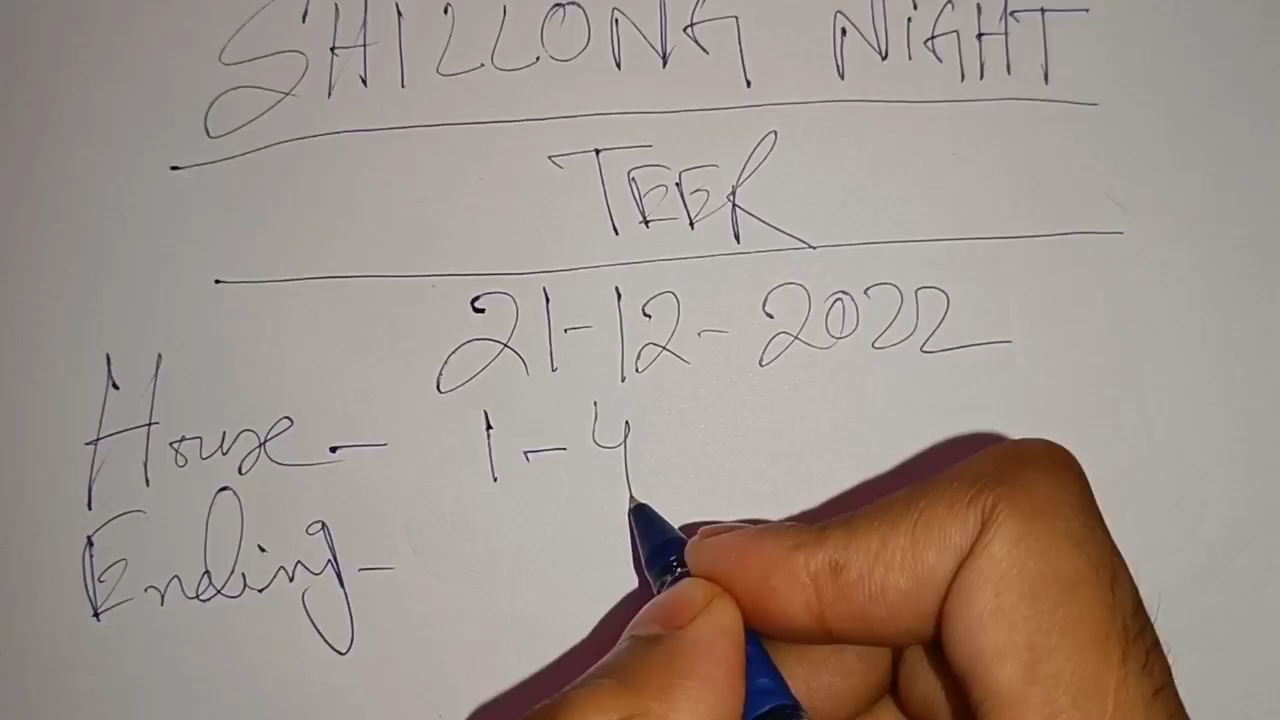 SHILLONG NIGHT
TEER
21-12-2022
House- 1-4
Ending-